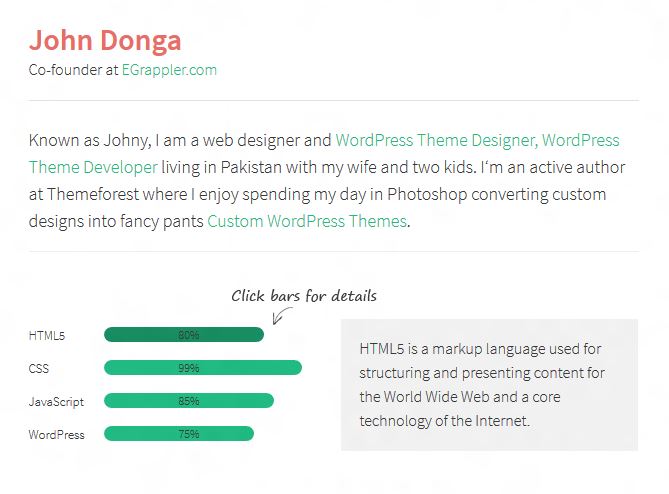 John Donga
Co-founder at EGrappler.com
Known as Johny, I am a web designer and WordPress Theme Designer, WordPress
Theme Developer living in Pakistan with my wife and two kids. I'm an active author
at Themeforest where I enjoy spending my day in Photoshop converting custom
designs into fancy pants Custom WordPress Themes.
Click bars for details
HTML5 80%
CSS 99%
JavaScript 85%
WordPress 75%
HTML5 is a markup language used for
structuring and presenting content for
the World Wide Web and a core
technology of the Internet.